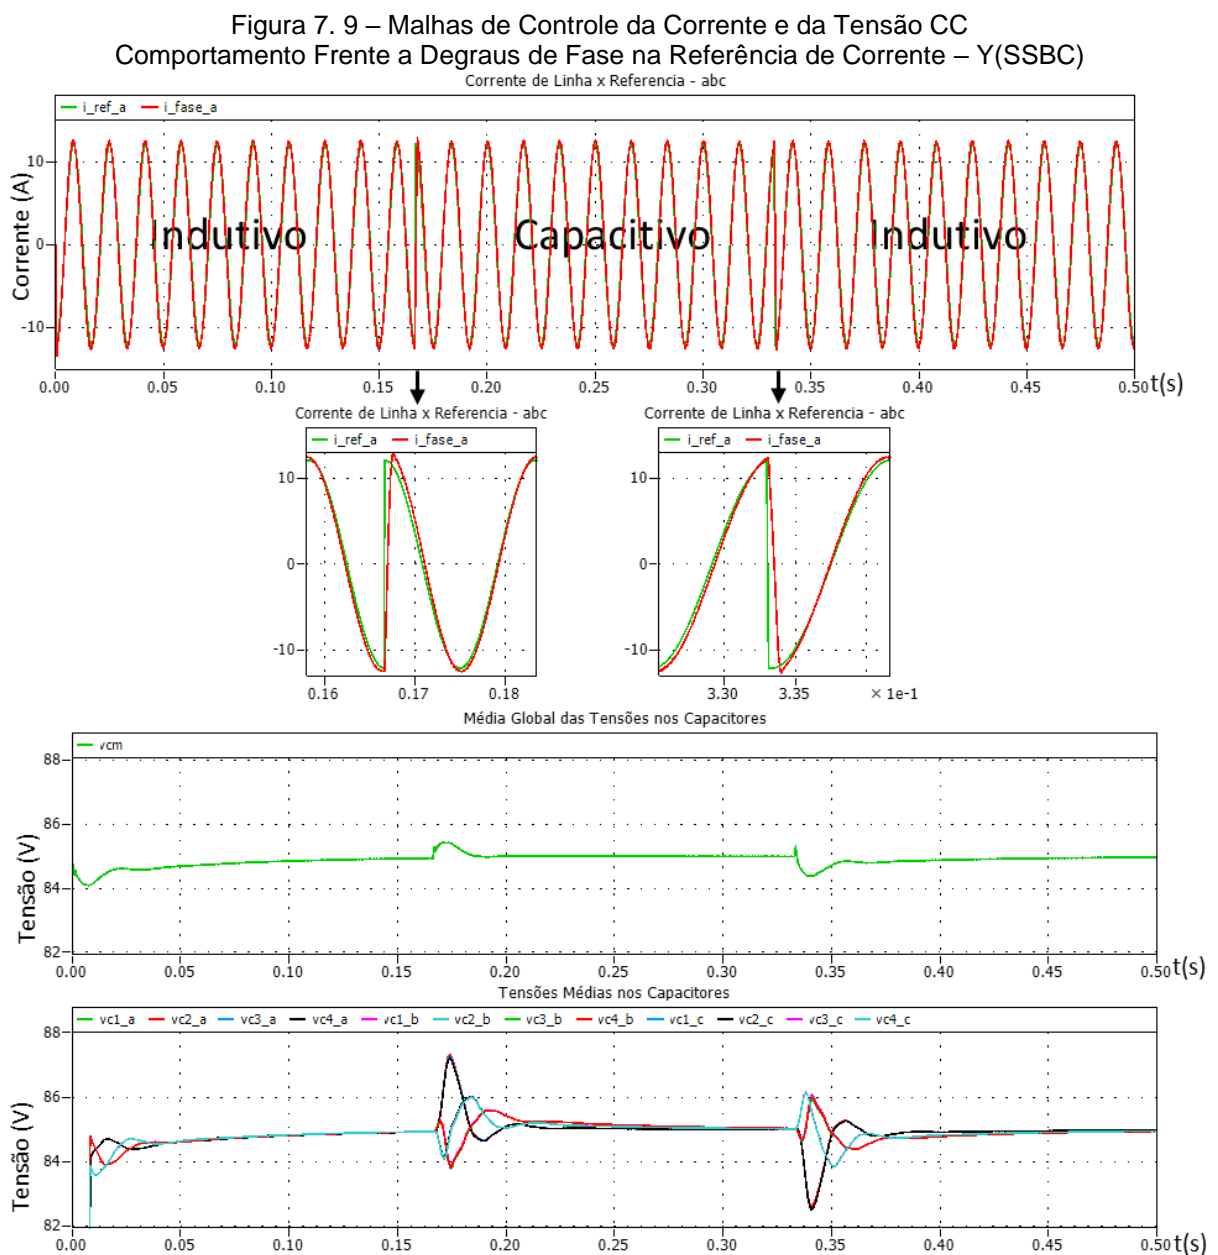 Figura 7. 9 – Malhas de Controle da Corrente e da Tensão CC
Comportamento Frente a Degraus de Fase na Referência de Corrente – Y(SSBC)
Corrente de Linha x Referencia - abc
i_ref_a i_fase_a
Corrente (A)
10
0
-10
Indutivo Capacitivo Indutivo
0.00 0.05 0.10 0.15 0.20 0.25 0.30 0.35 0.40 0.45 0.50 t(s)
Corrente de Linha x Referencia - abc
i_ref_a i_fase_a
10
0
-10
0.16 0.17 0.18
Corrente de Linha x Referencia - abc
i_ref_a i_fase_a
10
0
-10
3.30 3.35 × 1e-1
Média Global das Tensões nos Capacitores
vcm
Tensão (V)
88
86
84
82
0.00 0.05 0.10 0.15 0.20 0.25 0.30 0.35 0.40 0.45 0.50 t(s)
Tensões Médias nos Capacitores
vc1_a vc2_a vc3_a vc4_a vc1_b vc2_b vc3_b vc4_b vc1_c vc2_c vc3_c vc4_c
Tensão (V)
88
86
84
82
0.00 0.05 0.10 0.15 0.20 0.25 0.30 0.35 0.40 0.45 0.50 t(s)